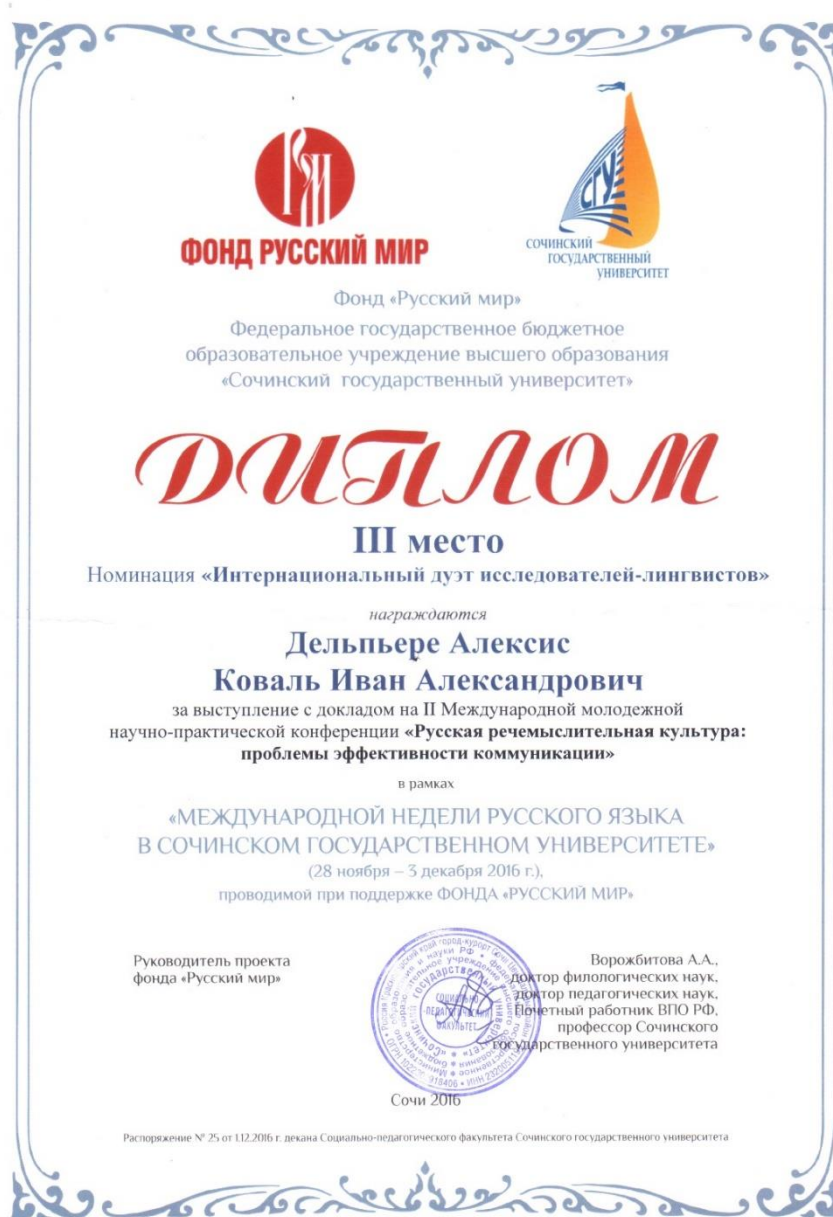 ФОНД РУССКИЙ МИР
СГУ
СОЧИНСКИЙ
ГОСУДАРСТВЕННЫЙ
УНИВЕРСИТЕТ
Фонд «Русский мир»
Федеральное государственное бюджетное
образовательное учреждение высшего образования
«Сочинский государственный университет»
ДИПЛОМ
III место
Номинация «Интернациональный дуэт исследователей-лингвистов»
награждаются
Дельпьере Алексис
Коваль Иван Александрович
за выступление с докладом на II Международной молодежной
научно-практической конференции «Русская речемыслительная культура:
проблемы эффективности коммуникации»
в рамках
«МЕЖДУНАРОДНОЙ НЕДЕЛИ РУССКОГО ЯЗЫКА
В СОЧИНСКОМ ГОСУДАРСТВЕННОМ УНИВЕРСИТЕТЕ»
(28 ноября – 3 декабря 2016 г.),
проводимой при поддержке ФОНДА «РУССКИЙ МИР»
Руководитель проекта
фонда «Русский мир»
Ворожбитова А.А.,
доктор филологических наук,
доктор педагогических наук,
Почетный работник ВПО РФ,
профессор Сочинского
государственного университета
СОЦИАЛЬНО-
ПЕДАГОГИЧЕСКИЙ
ФАКУЛЬТЕТ
Сочи 2016
Распоряжение № 25 от 1.12.2016 г. декана Социально-педагогического факультета Сочинского государственного университета